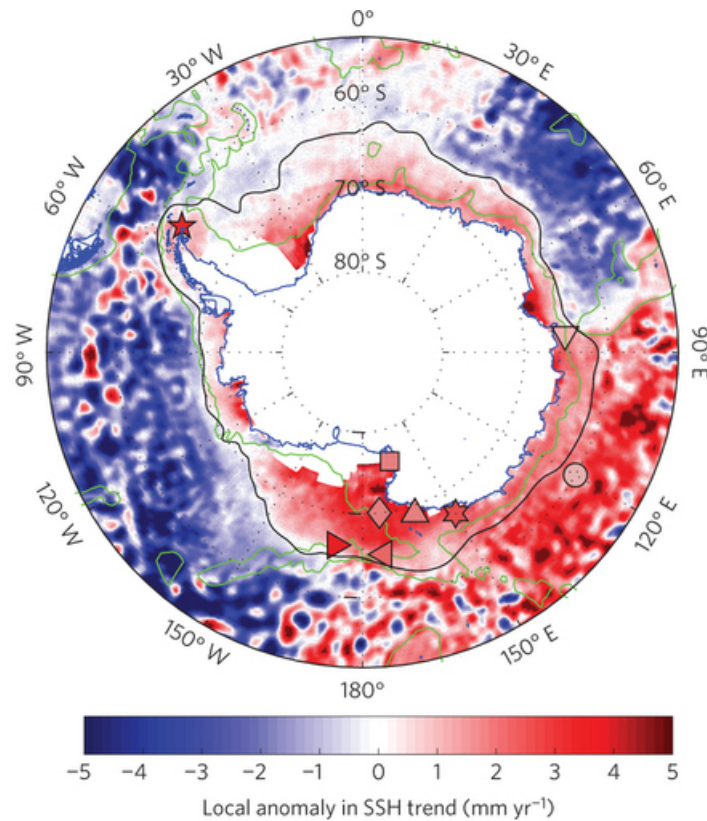 0°
30° W
30° E
60° S
60° W
60° E
70° S
80° S
90° W
90° E
120° W
120° E
150° W
150° E
180°
−5 −4 −3 −2 −1 0 1 2 3 4 5
Local anomaly in SSH trend (mm yr⁻¹)